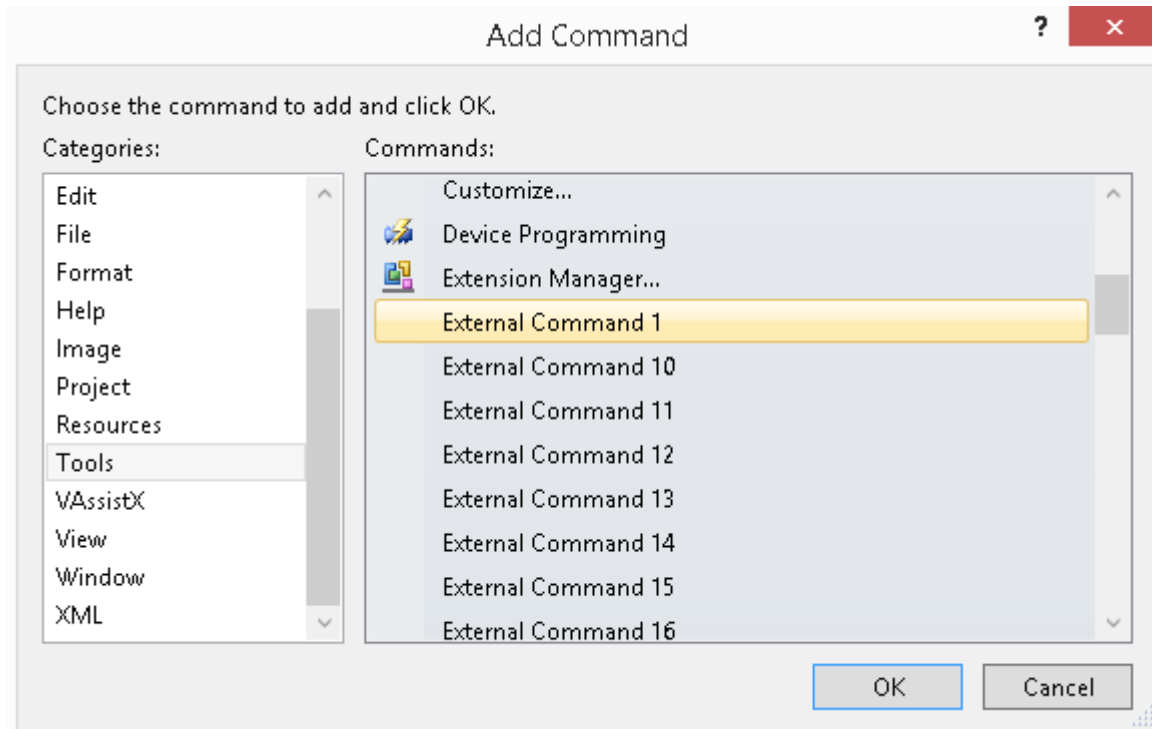 Add Command
?
Choose the command to add and click OK.
Categories:
Commands:
Edit
File
Format
Help
Image
Project
Resources
Tools
VAssistX
View
Window
XML
Customize...
Device Programming
Extension Manager...
External Command 1
External Command 10
External Command 11
External Command 12
External Command 13
External Command 14
External Command 15
External Command 16
OK
Cancel